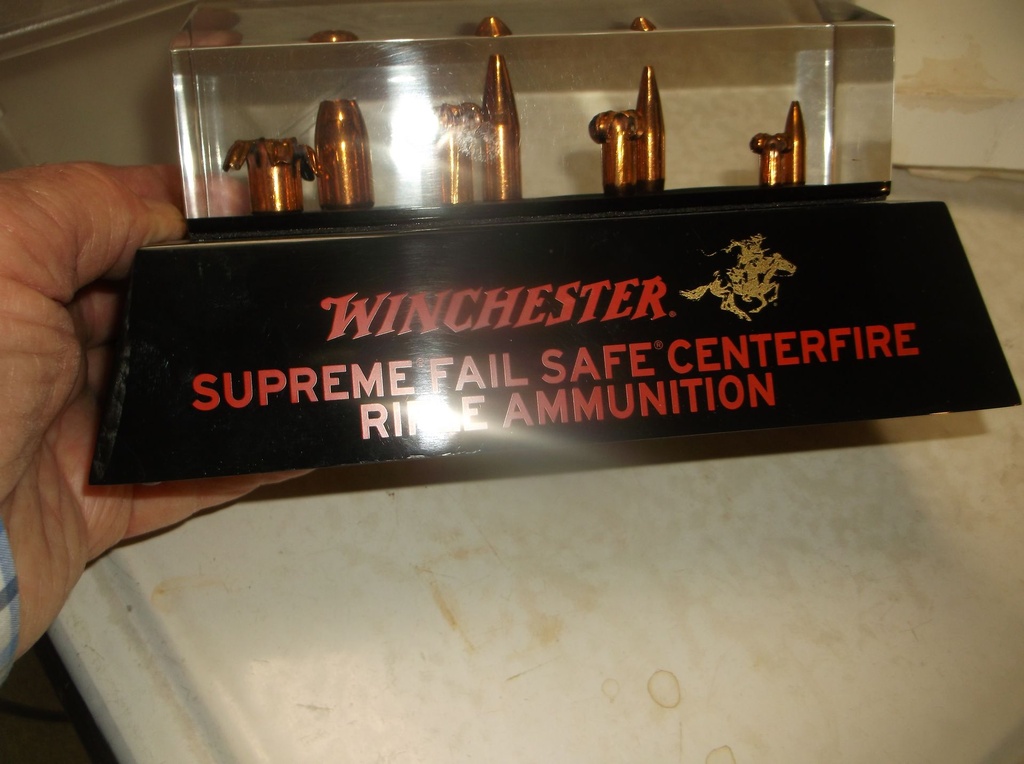 WINCHESTER®
SUPREME® FAIL SAFE® CENTERFIRE
RIFLE AMMUNITION